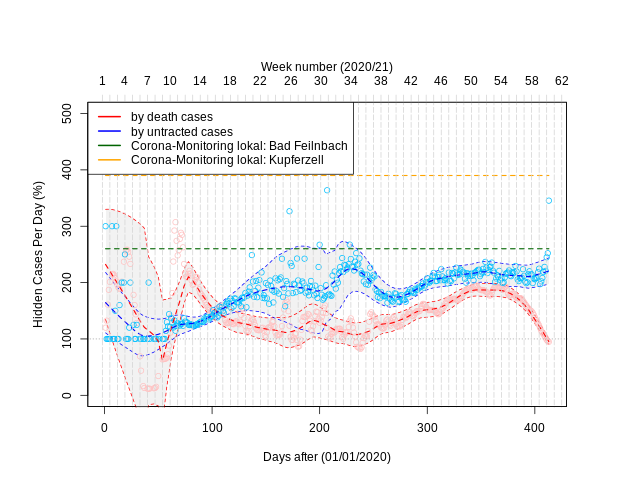 Week number (2020/21)
1 4 7 10 14 18 22 26 30 34 38 42 46 50 54 58 62
by death cases
by untracted cases
Corona-Monitoring lokal: Bad Feilnbach
Corona-Monitoring lokal: Kupferzell
Hidden Cases Per Day (%)
500
400
300
200
100
0
0 100 200 300 400
Days after (01/01/2020)